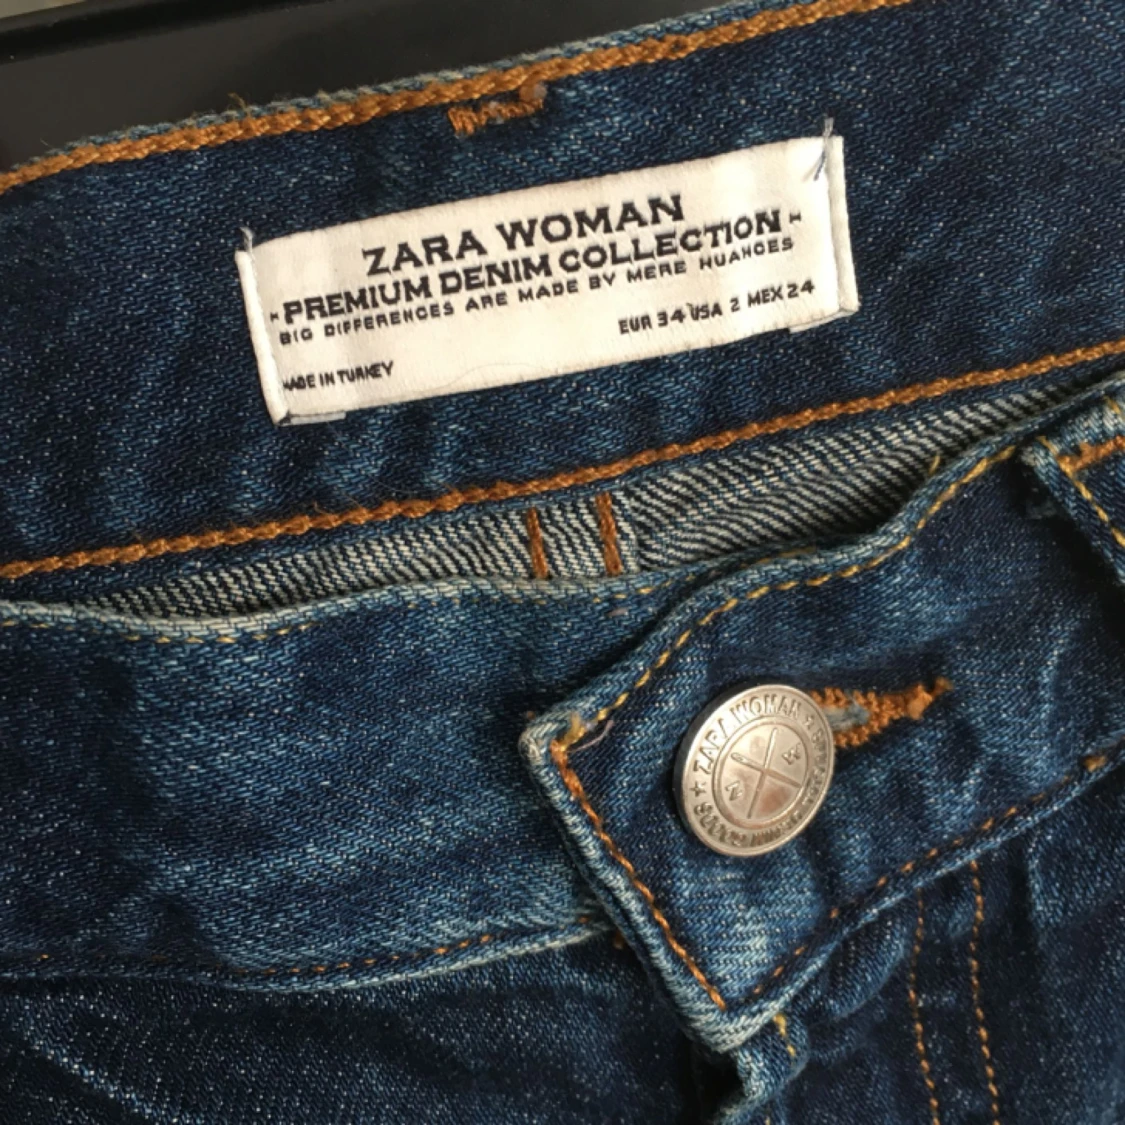 ZARA WOMAN
PREMIUM DENIM COLLECTION
BIG DIFFERENCES ARE MADE BY MERE NUANCES
EUR 34 USA 2 MEX 24
MADE IN TURKEY
ZARA WOMAN
GOODS
Z W